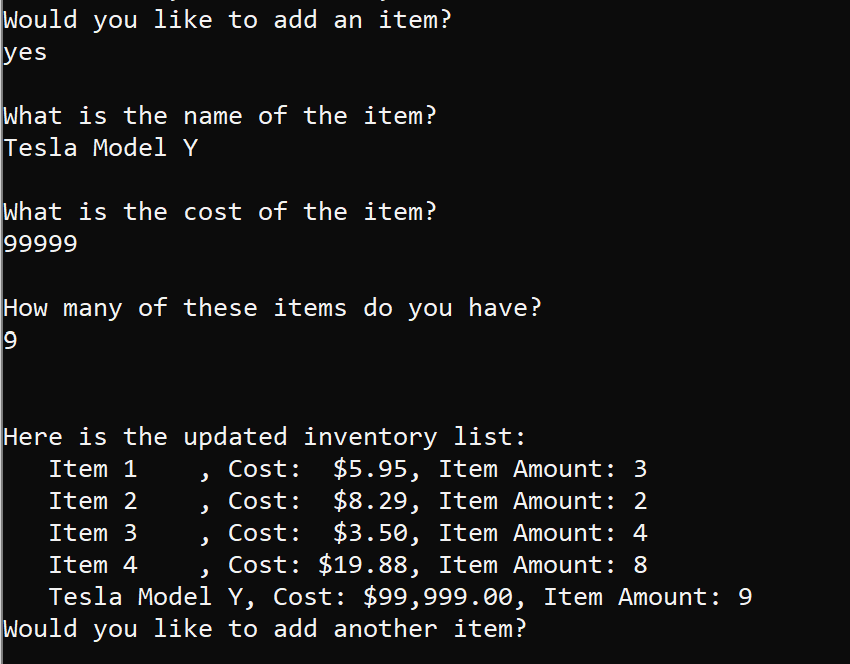 Would you like to add an item?
yes
What is the name of the item?
Tesla Model Y
What is the cost of the item?
99999
How many of these items do you have?
9
Here is the updated inventory list:
   Item 1    , Cost:  $5.95, Item Amount: 3
   Item 2    , Cost:  $8.29, Item Amount: 2
   Item 3    , Cost:  $3.50, Item Amount: 4
   Item 4    , Cost: $19.88, Item Amount: 8
   Tesla Model Y, Cost: $99,999.00, Item Amount: 9
Would you like to add another item?